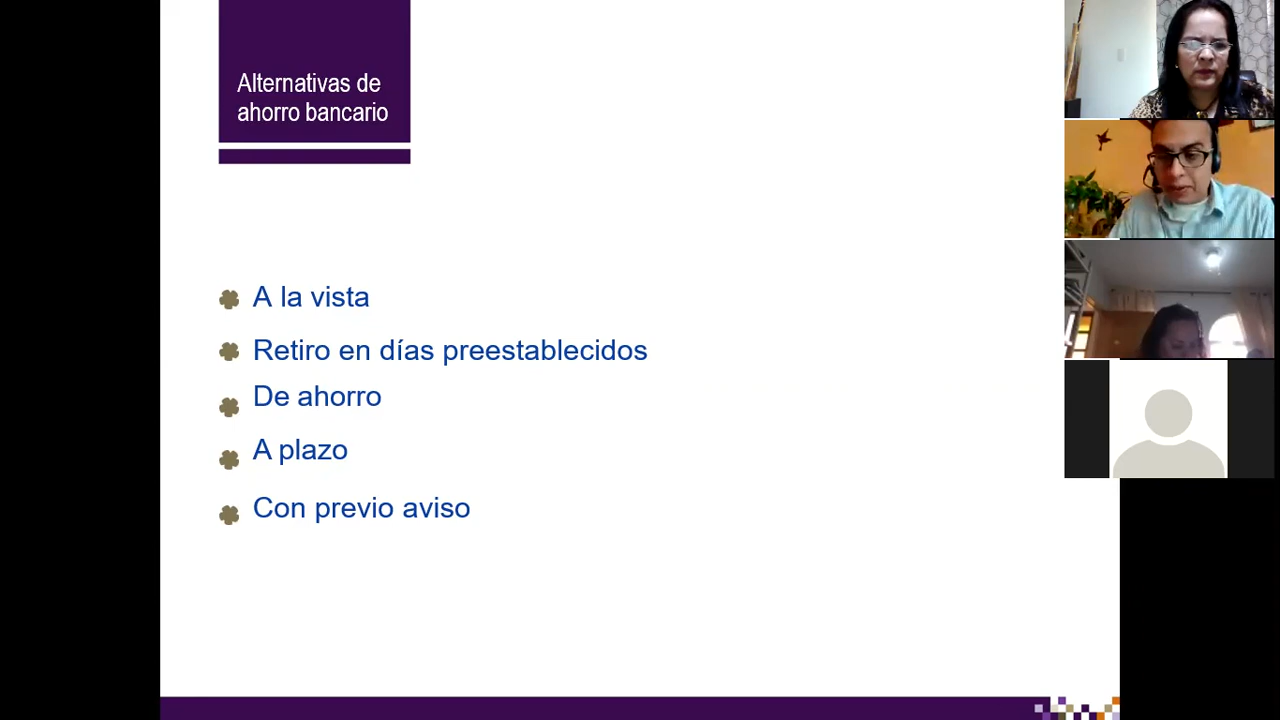 Alternativas de
ahorro bancario
A la vista
Retiro en días preestablecidos
De ahorro
A plazo
Con previo aviso